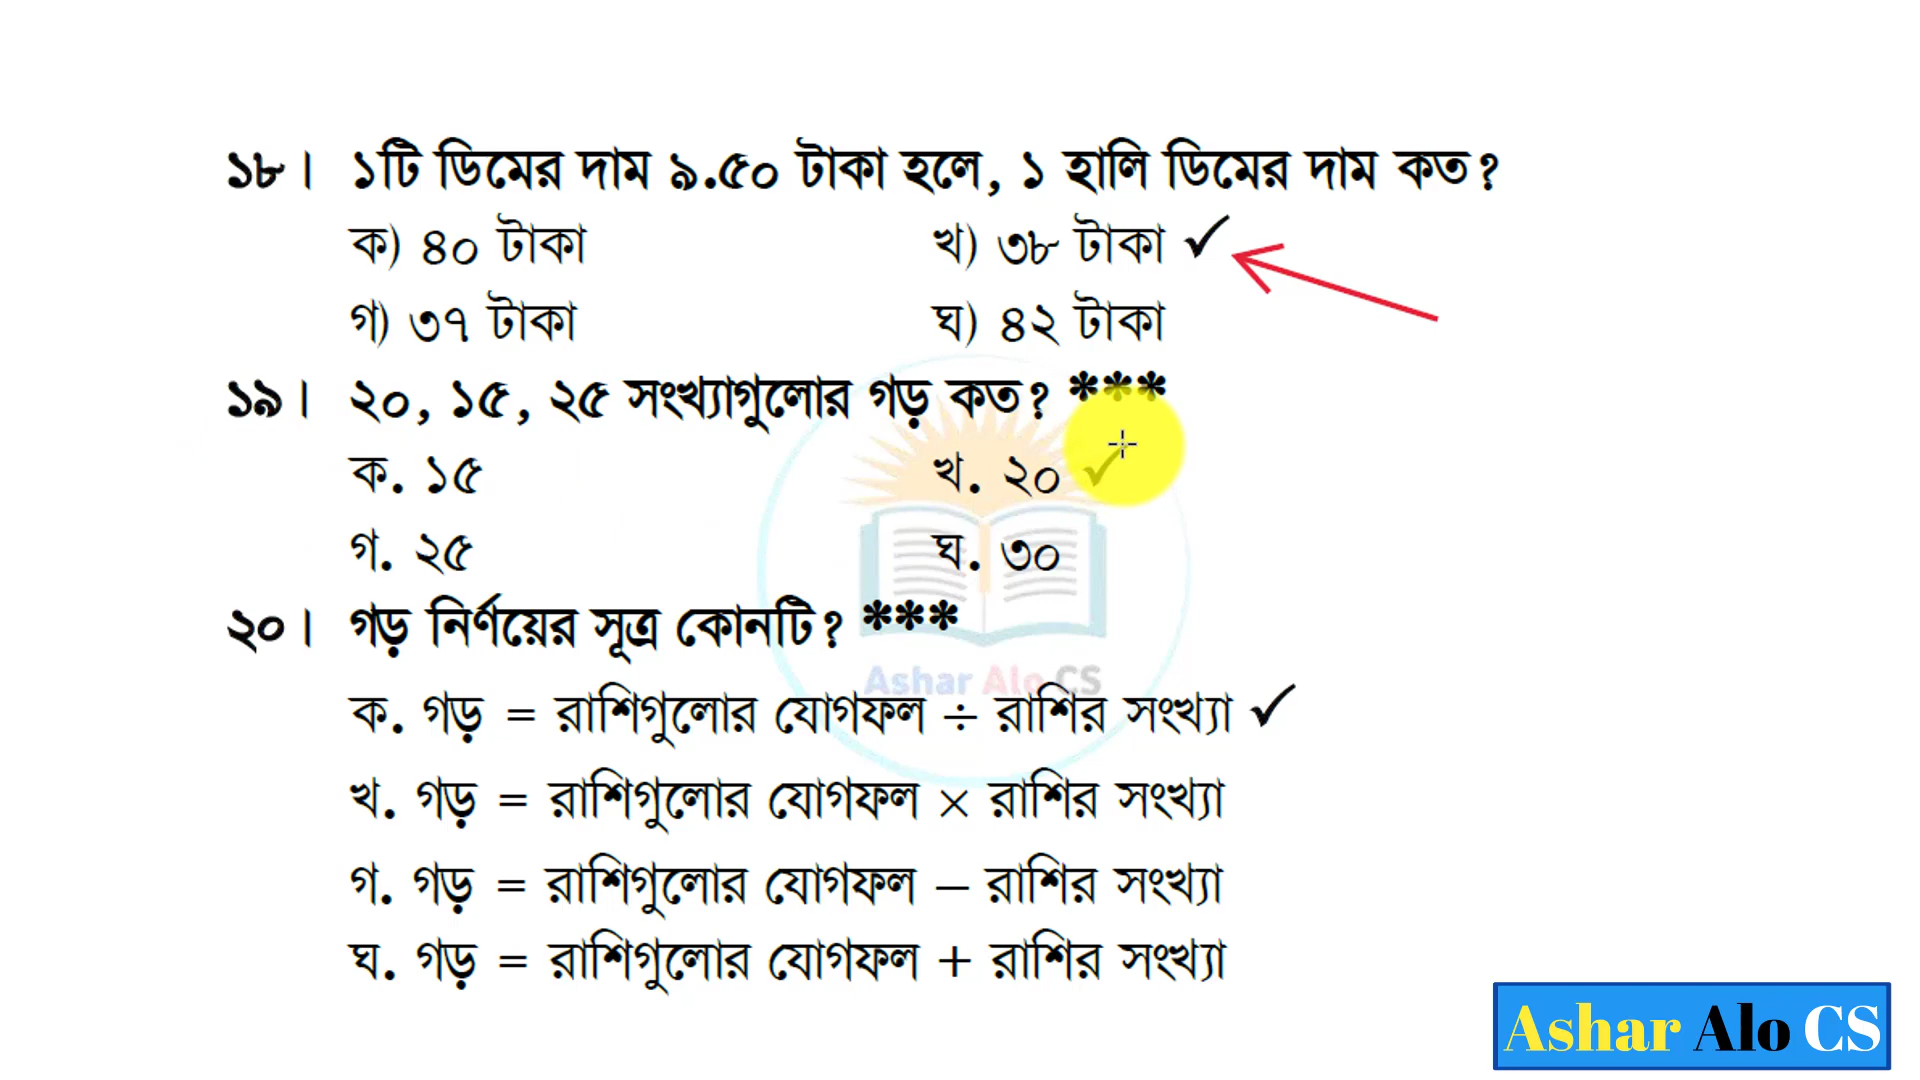 ১৮। ১টি ডিমের দাম ৯.৫০ টাকা হলে, ১ হালি ডিমের দাম কত?
ক) ৪০ টাকা খ) ৩৮ টাকা ✓
গ) ৩৭ টাকা ঘ) ৪২ টাকা
১৯। ২০, ১৫, ২৫ সংখ্যাগুলোর গড় কত? ***
ক. ১৫ খ. ২০ ✓
গ. ২৫ ঘ. ৩০
২০। গড় নির্ণয়ের সূত্র কোনটি? ***
Ashar Alo CS
ক. গড় = রাশিগুলোর যোগফল ÷ রাশির সংখ্যা ✓
খ. গড় = রাশিগুলোর যোগফল × রাশির সংখ্যা
গ. গড় = রাশিগুলোর যোগফল – রাশির সংখ্যা
ঘ. গড় = রাশিগুলোর যোগফল + রাশির সংখ্যা
Ashar Alo CS